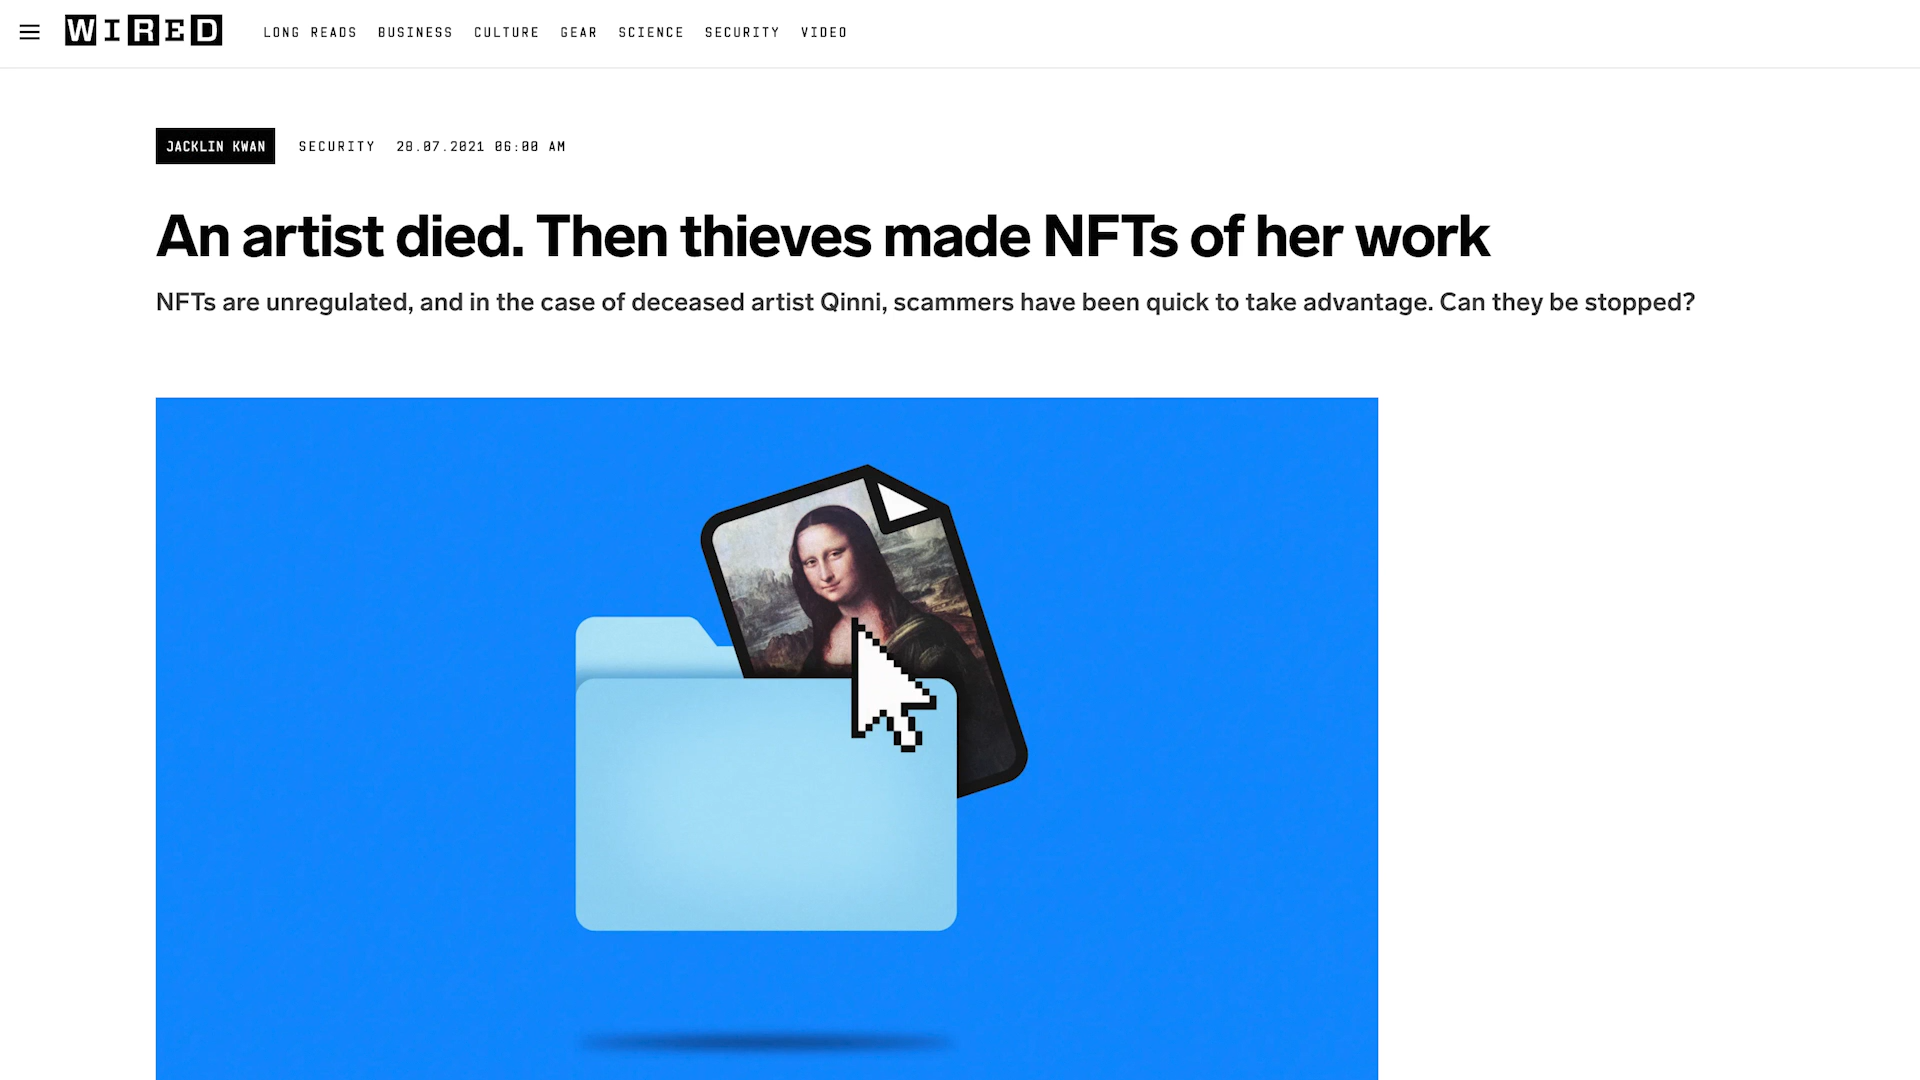 WIRED
LONG READS BUSINESS CULTURE GEAR SCIENCE SECURITY VIDEO
JACKLIN KWAN SECURITY 28.07.2021 06:00 AM
An artist died. Then thieves made NFTs of her work
NFTs are unregulated, and in the case of deceased artist Qinni, scammers have been quick to take advantage. Can they be stopped?